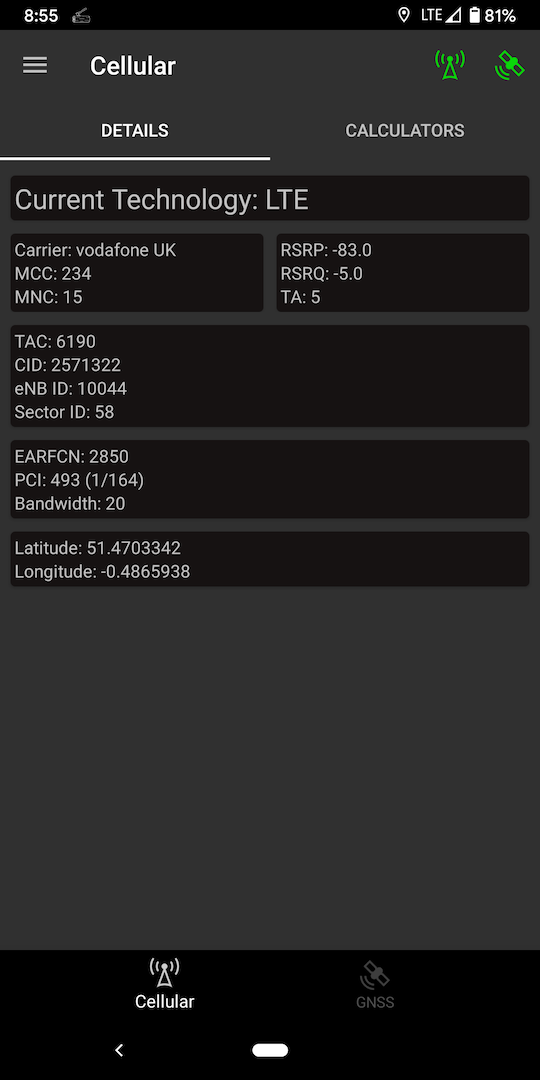 8:55 LTE 81%
Cellular
DETAILS CALCULATORS
Current Technology: LTE
Carrier: vodafone UK
MCC: 234
MNC: 15
RSRP: -83.0
RSRQ: -5.0
TA: 5
TAC: 6190
CID: 2571322
eNB ID: 10044
Sector ID: 58
EARFCN: 2850
PCI: 493 (1/164)
Bandwidth: 20
Latitude: 51.4703342
Longitude: -0.4865938
Cellular GNSS